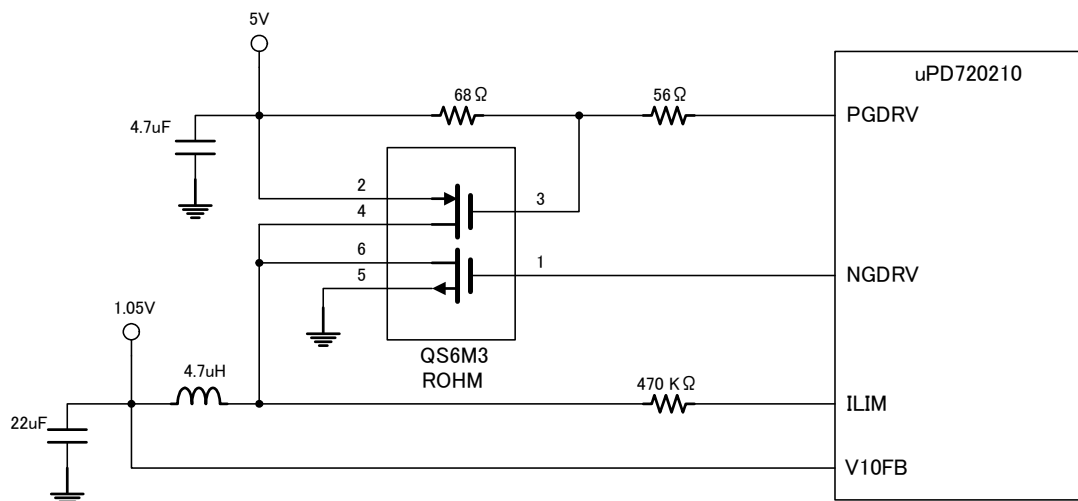 5V
uPD720210
68Ω
56Ω
PGDRV
4.7uF
2
3
4
6
1
NGDRV
5
1.05V
QS6M3
ROHM
4.7uH
470 KΩ
ILIM
22uF
V10FB